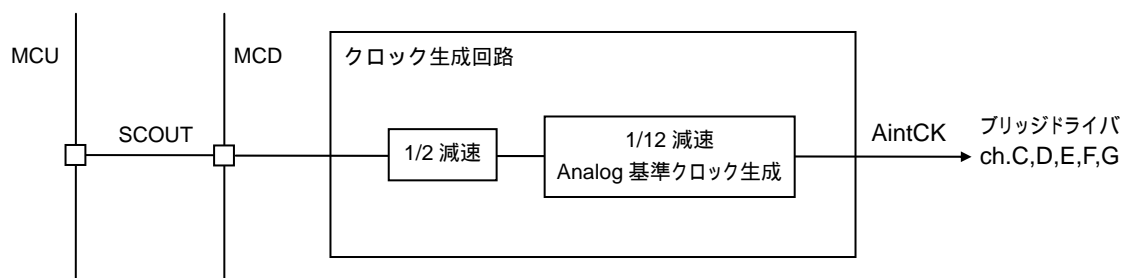 MCU
MCD
SCOUT
クロック生成回路
1/2 減速
1/12 減速
Analog 基準クロック生成
AintCK
ブリッジドライバ
ch.C,D,E,F,G